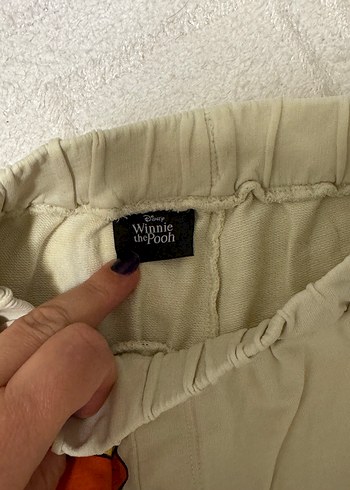 Disney
Winnie
the Pooh